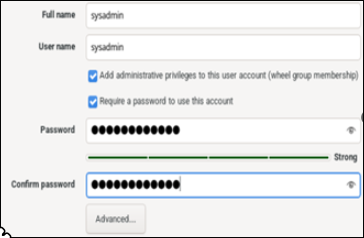 Full name
sysadmin
User name
sysadmin
Add administrative privileges to this user account (wheel group membership)
Require a password to use this account
Password
●●●●●●●●●●●●
Strong
Confirm password
●●●●●●●●●●●●
Advanced...